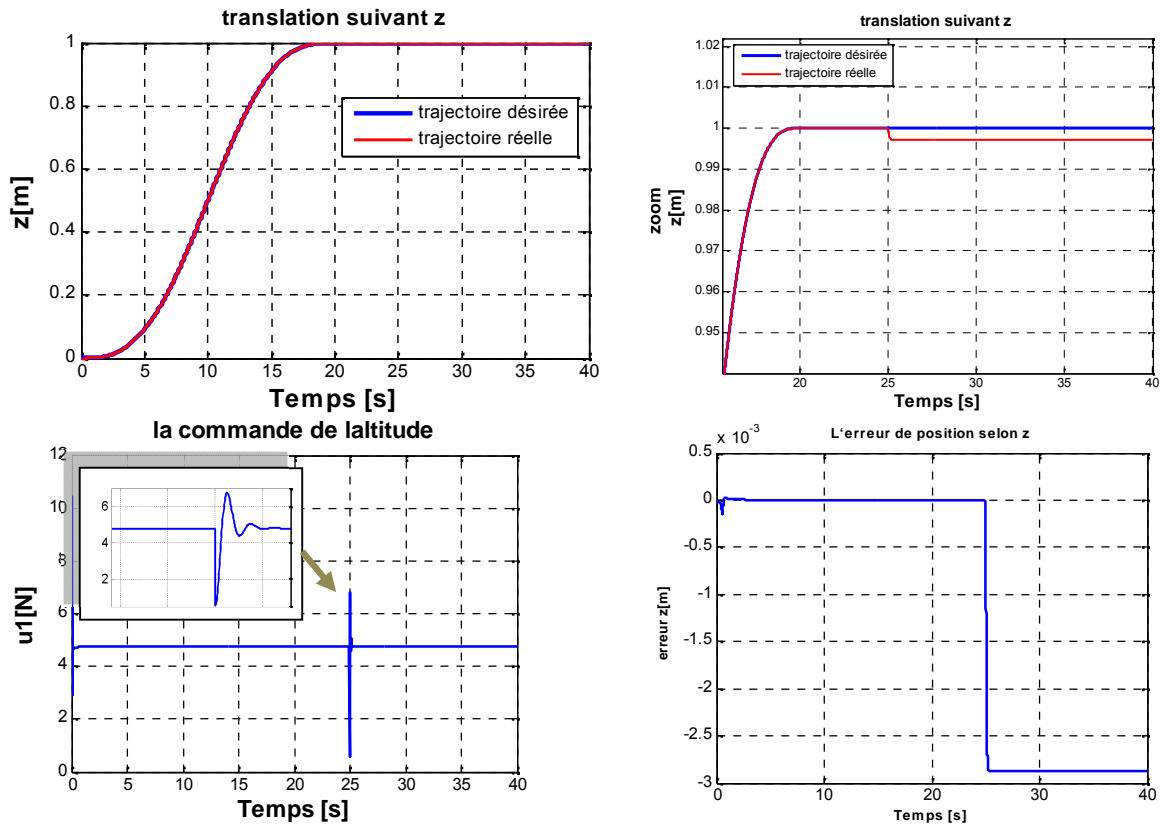 translation suivant z
1
0.8
0.6
0.4
0.2
0
z[m]
trajectoire désirée
trajectoire réelle
0 5 10 15 20 25 30 35 40
Temps [s]
translation suivant z
1.02
1.01
1
0.99
0.98
0.97
0.96
0.95
zoom
z[m]
trajectoire désirée
trajectoire réelle
20 25 30 35 40
Temps [s]
la commande de laltitude
12
10
8
6
4
2
0
u1[N]
6
4
2
0 5 10 15 20 25 30 35 40
Temps [s]
x 10-3
L'erreur de position selon z
0.5
0
-0.5
-1
-1.5
-2
-2.5
-3
erreur z[m]
0 10 20 30 40
Temps [s]